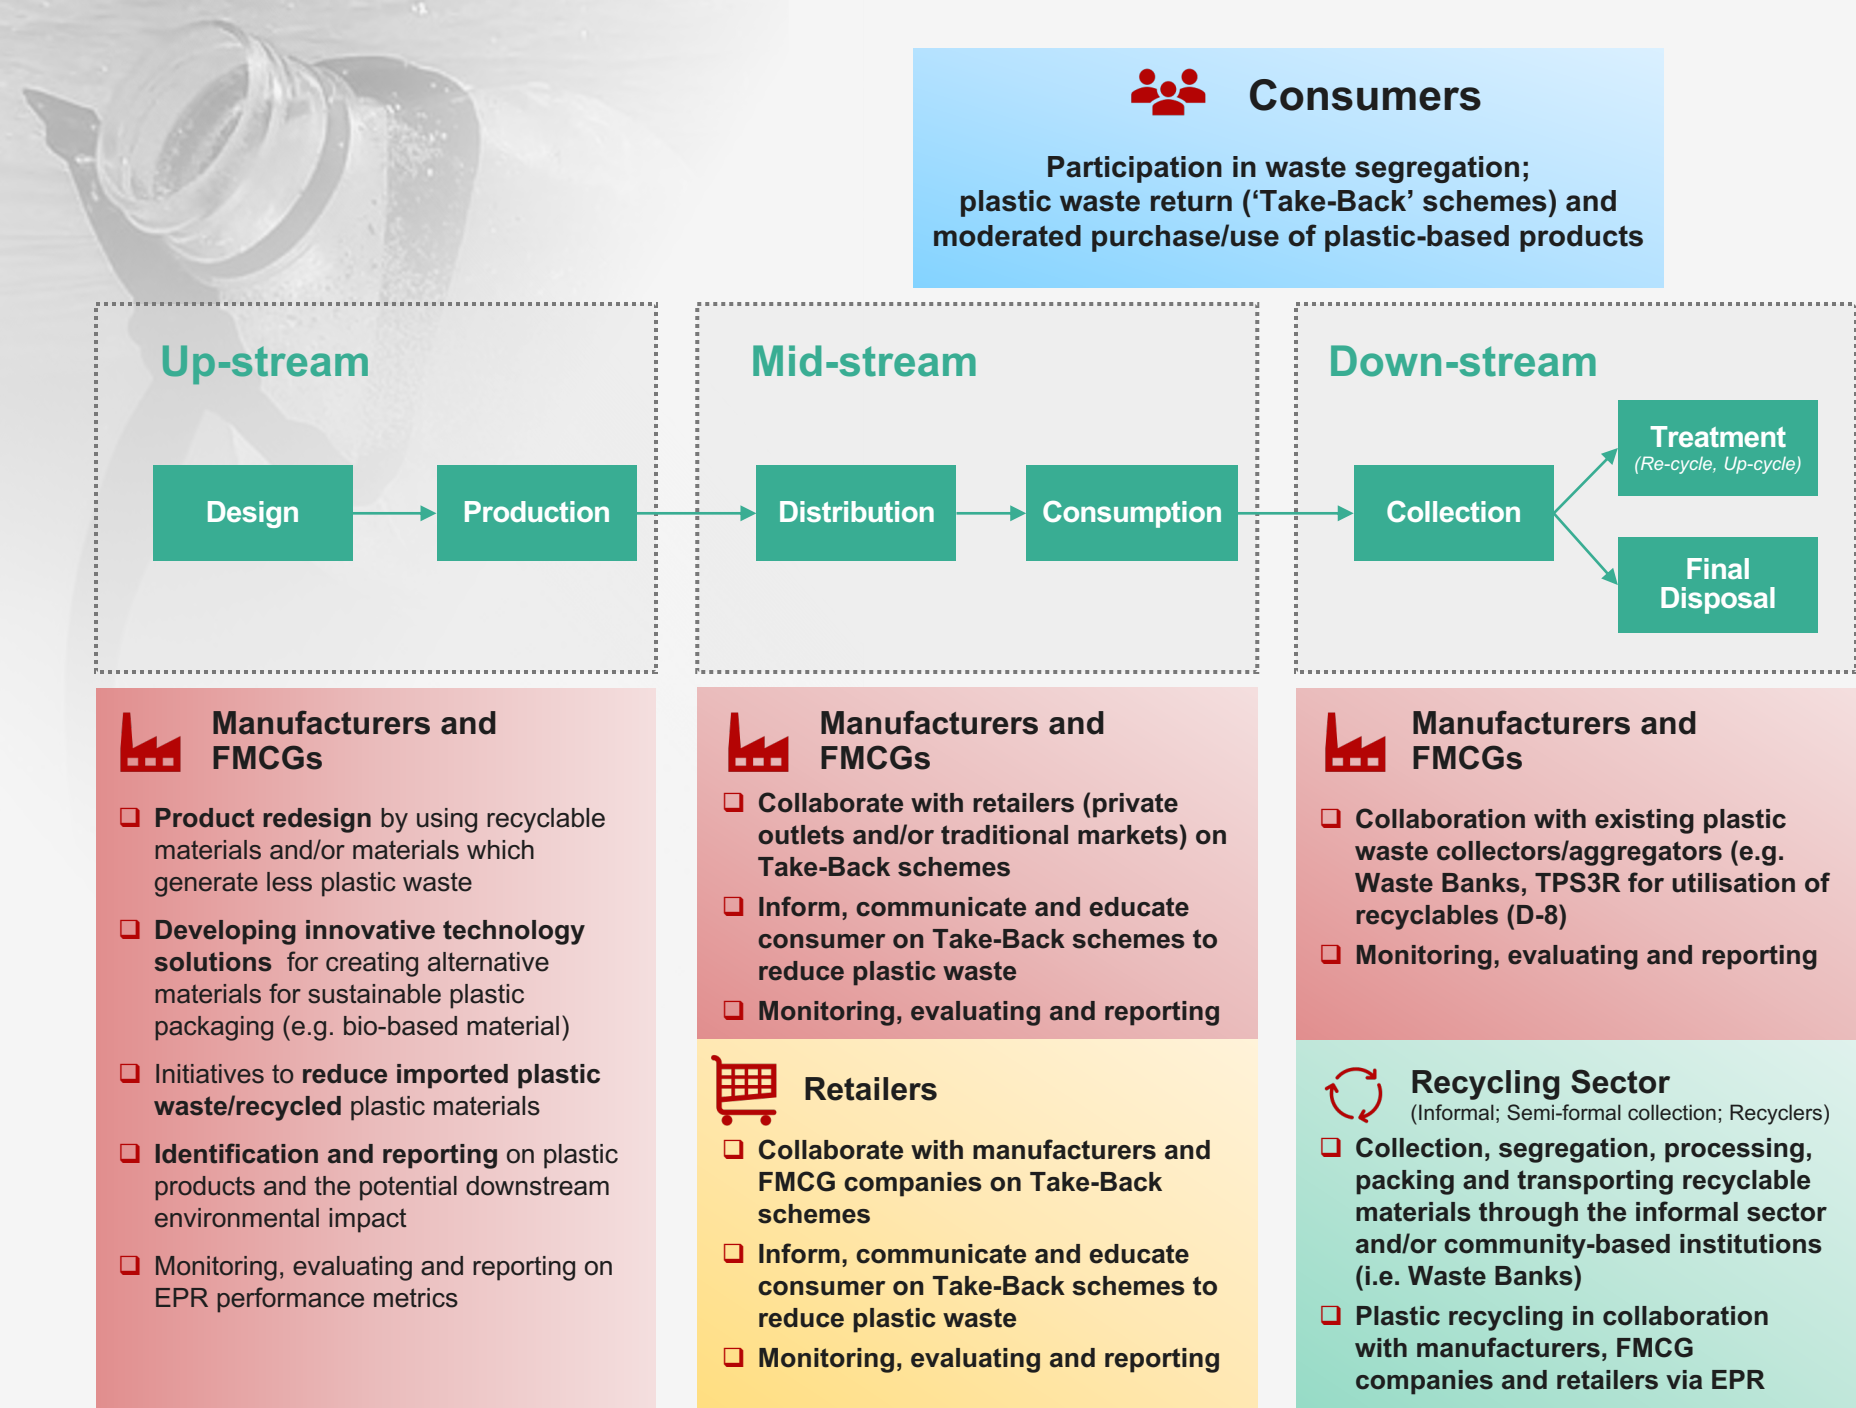 Consumers
Participation in waste segregation;
plastic waste return (‘Take-Back’ schemes) and
moderated purchase/use of plastic-based products
Up-stream
Design
Production
Mid-stream
Distribution
Consumption
Down-stream
Collection
Treatment
(Re-cycle, Up-cycle)
Final
Disposal
Manufacturers and
FMCGs
❑ Product redesign by using recyclable
materials and/or materials which
generate less plastic waste
❑ Developing innovative technology
solutions  for creating alternative
materials for sustainable plastic
packaging (e.g. bio-based material)
❑ Initiatives to reduce imported plastic
waste/recycled plastic materials
❑ Identification and reporting on plastic
products and the potential downstream
environmental impact
❑ Monitoring, evaluating and reporting on
EPR performance metrics
Manufacturers and
FMCGs
❑ Collaborate with retailers (private
outlets and/or traditional markets) on
Take-Back schemes
❑ Inform, communicate and educate
consumer on Take-Back schemes to
reduce plastic waste
❑ Monitoring, evaluating and reporting
Retailers
❑ Collaborate with manufacturers and
FMCG companies on Take-Back
schemes
❑ Inform, communicate and educate
consumer on Take-Back schemes to
reduce plastic waste
❑ Monitoring, evaluating and reporting
Manufacturers and
FMCGs
❑ Collaboration with existing plastic
waste collectors/aggregators (e.g.
Waste Banks, TPS3R for utilisation of
recyclables (D-8)
❑ Monitoring, evaluating and reporting
Recycling Sector
(Informal; Semi-formal collection; Recyclers)
❑ Collection, segregation, processing,
packing and transporting recyclable
materials through the informal sector
and/or community-based institutions
(i.e. Waste Banks)
❑ Plastic recycling in collaboration
with manufacturers, FMCG
companies and retailers via EPR